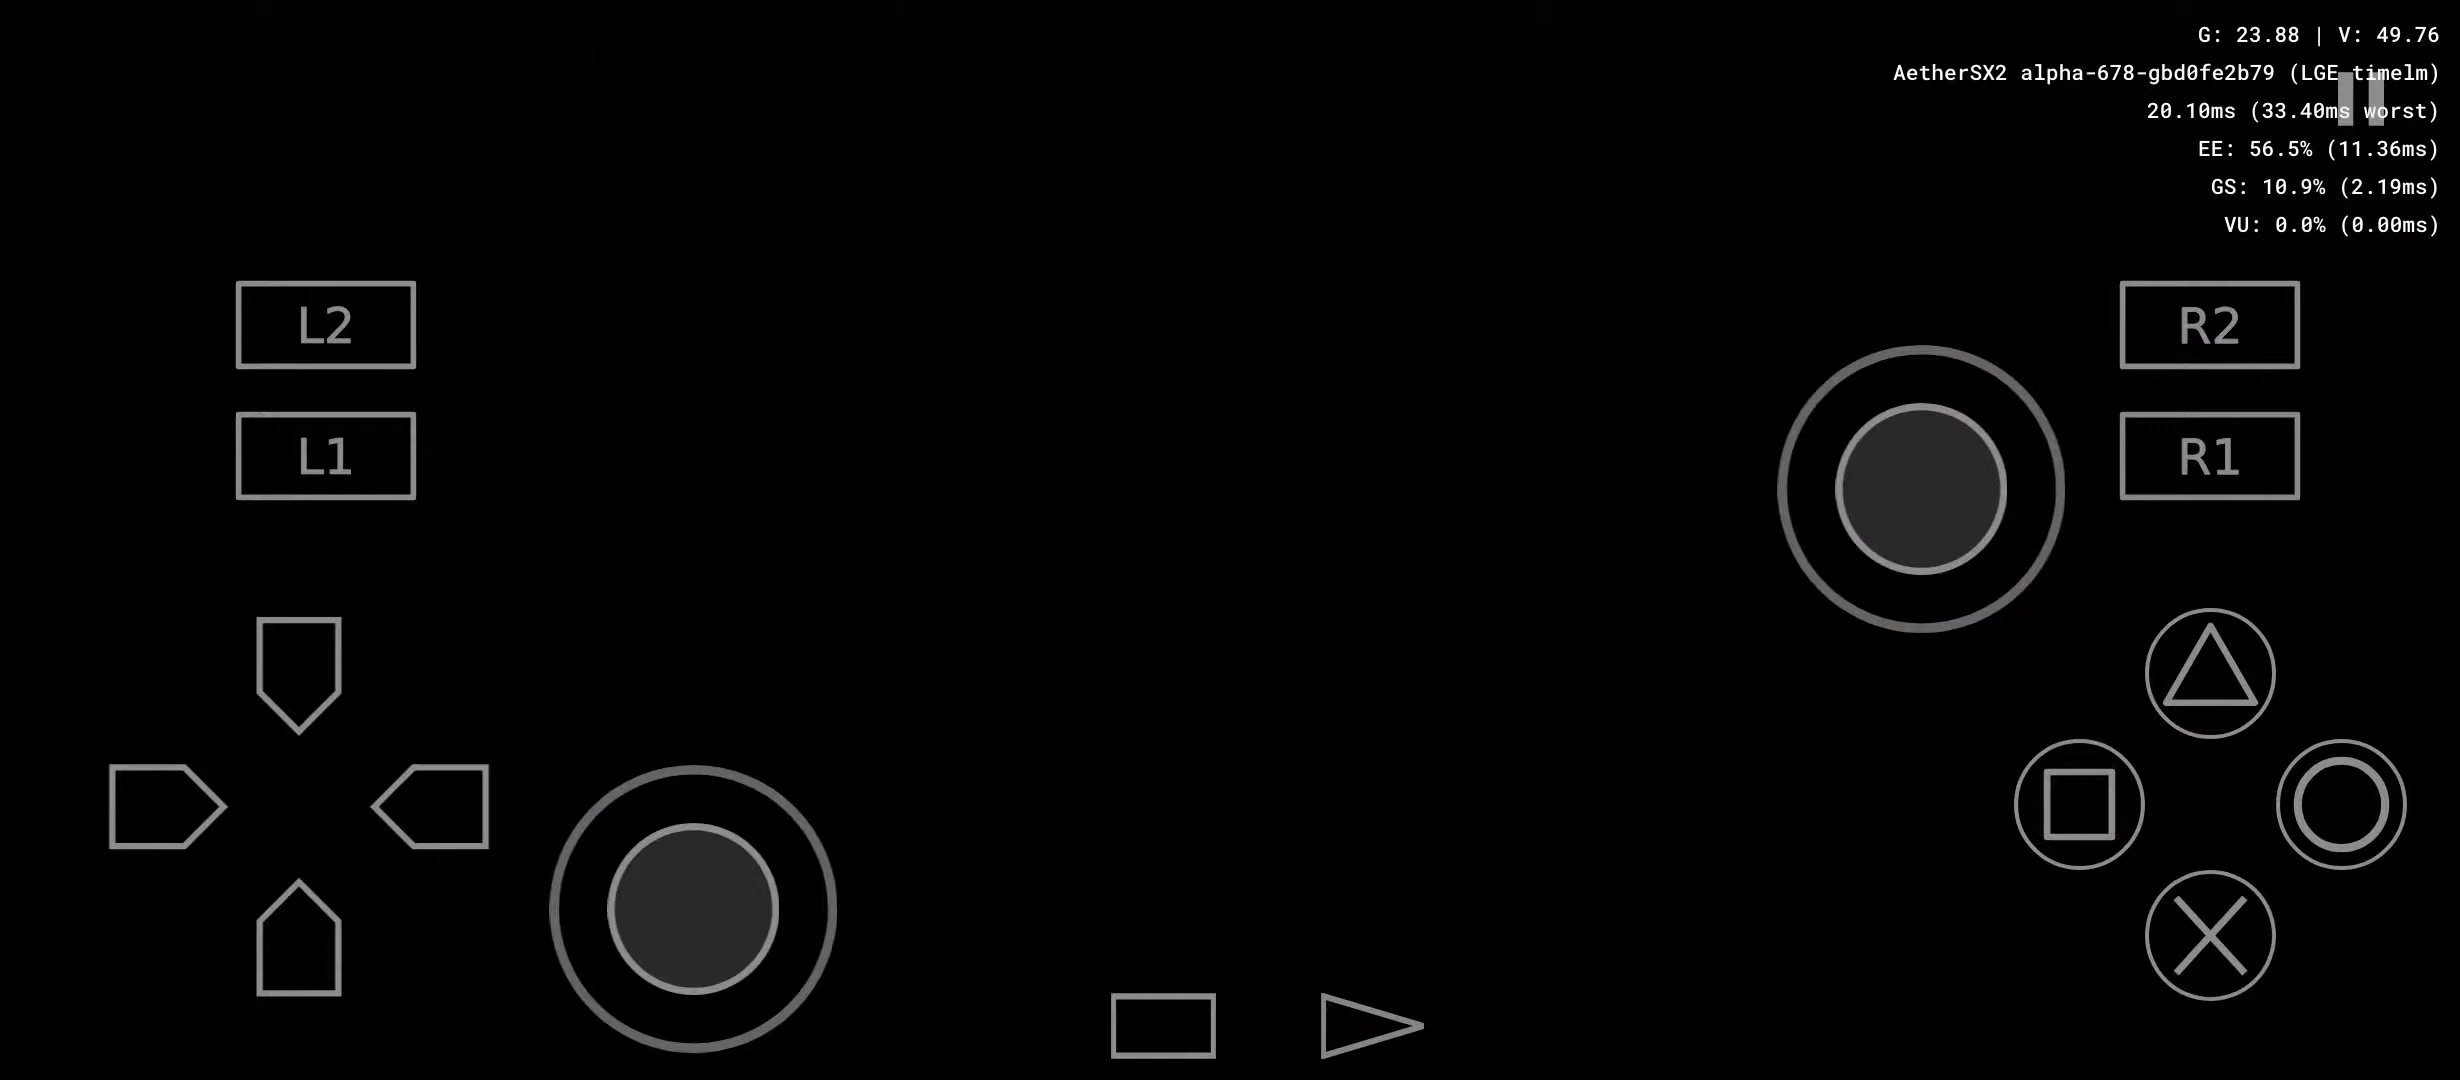 G: 23.88 | V: 49.76
AetherSX2 alpha-678-gbd0fe2b79 (LGE timelm)
20.10ms (33.40ms worst)
EE: 56.5% (11.36ms)
GS: 10.9% (2.19ms)
VU: 0.0% (0.00ms)
L2
R2
L1
R1